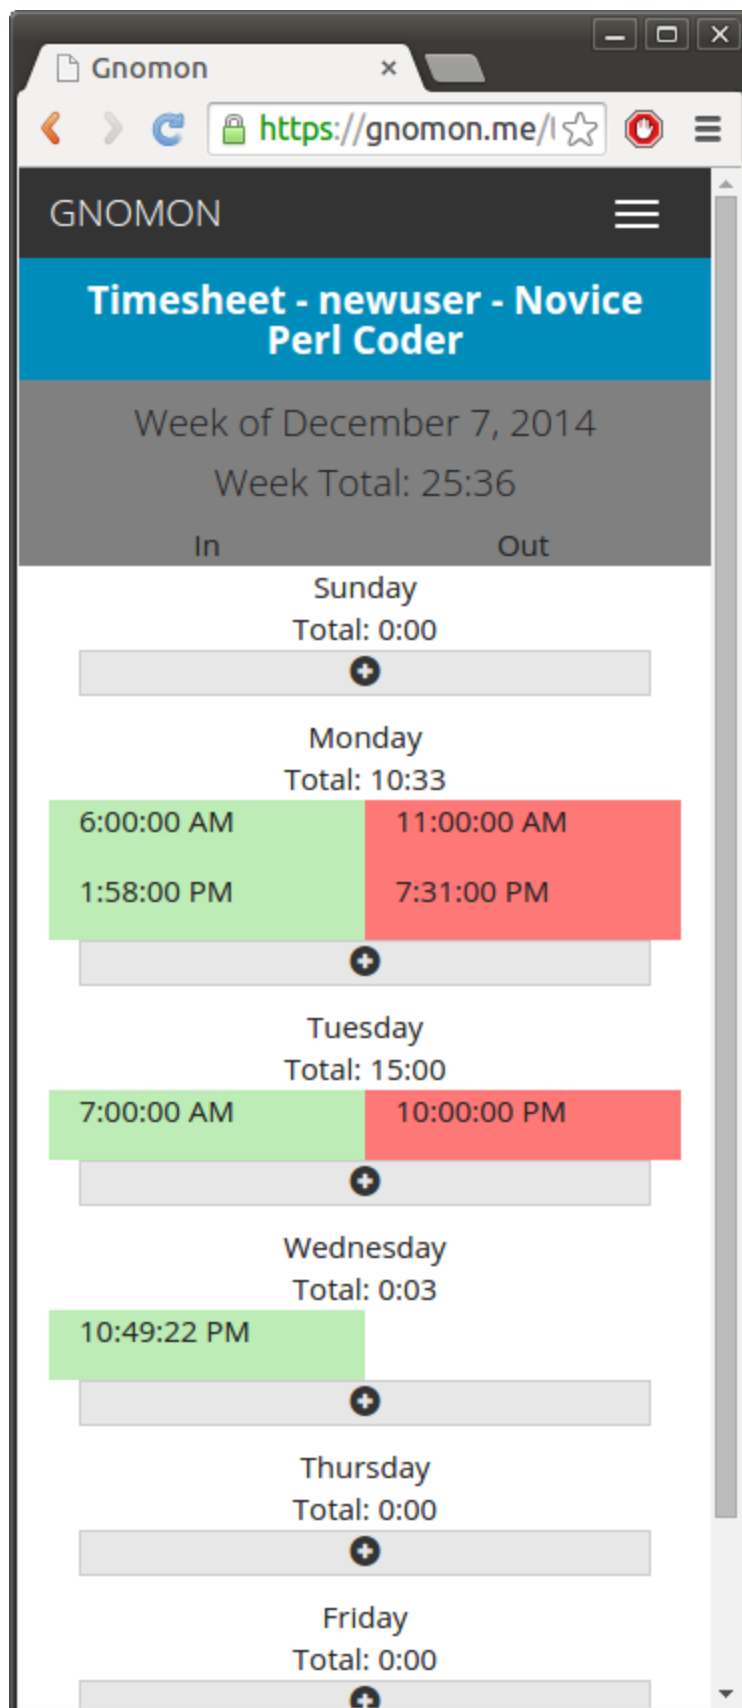 Gnomon
https://gnomon.me/
GNOMON
Timesheet - newuser - Novice
Perl Coder
Week of December 7, 2014
Week Total: 25:36
In Out
Sunday
Total: 0:00
Monday
Total: 10:33
6:00:00 AM 11:00:00 AM
1:58:00 PM 7:31:00 PM
Tuesday
Total: 15:00
7:00:00 AM 10:00:00 PM
Wednesday
Total: 0:03
10:49:22 PM
Thursday
Total: 0:00
Friday
Total: 0:00